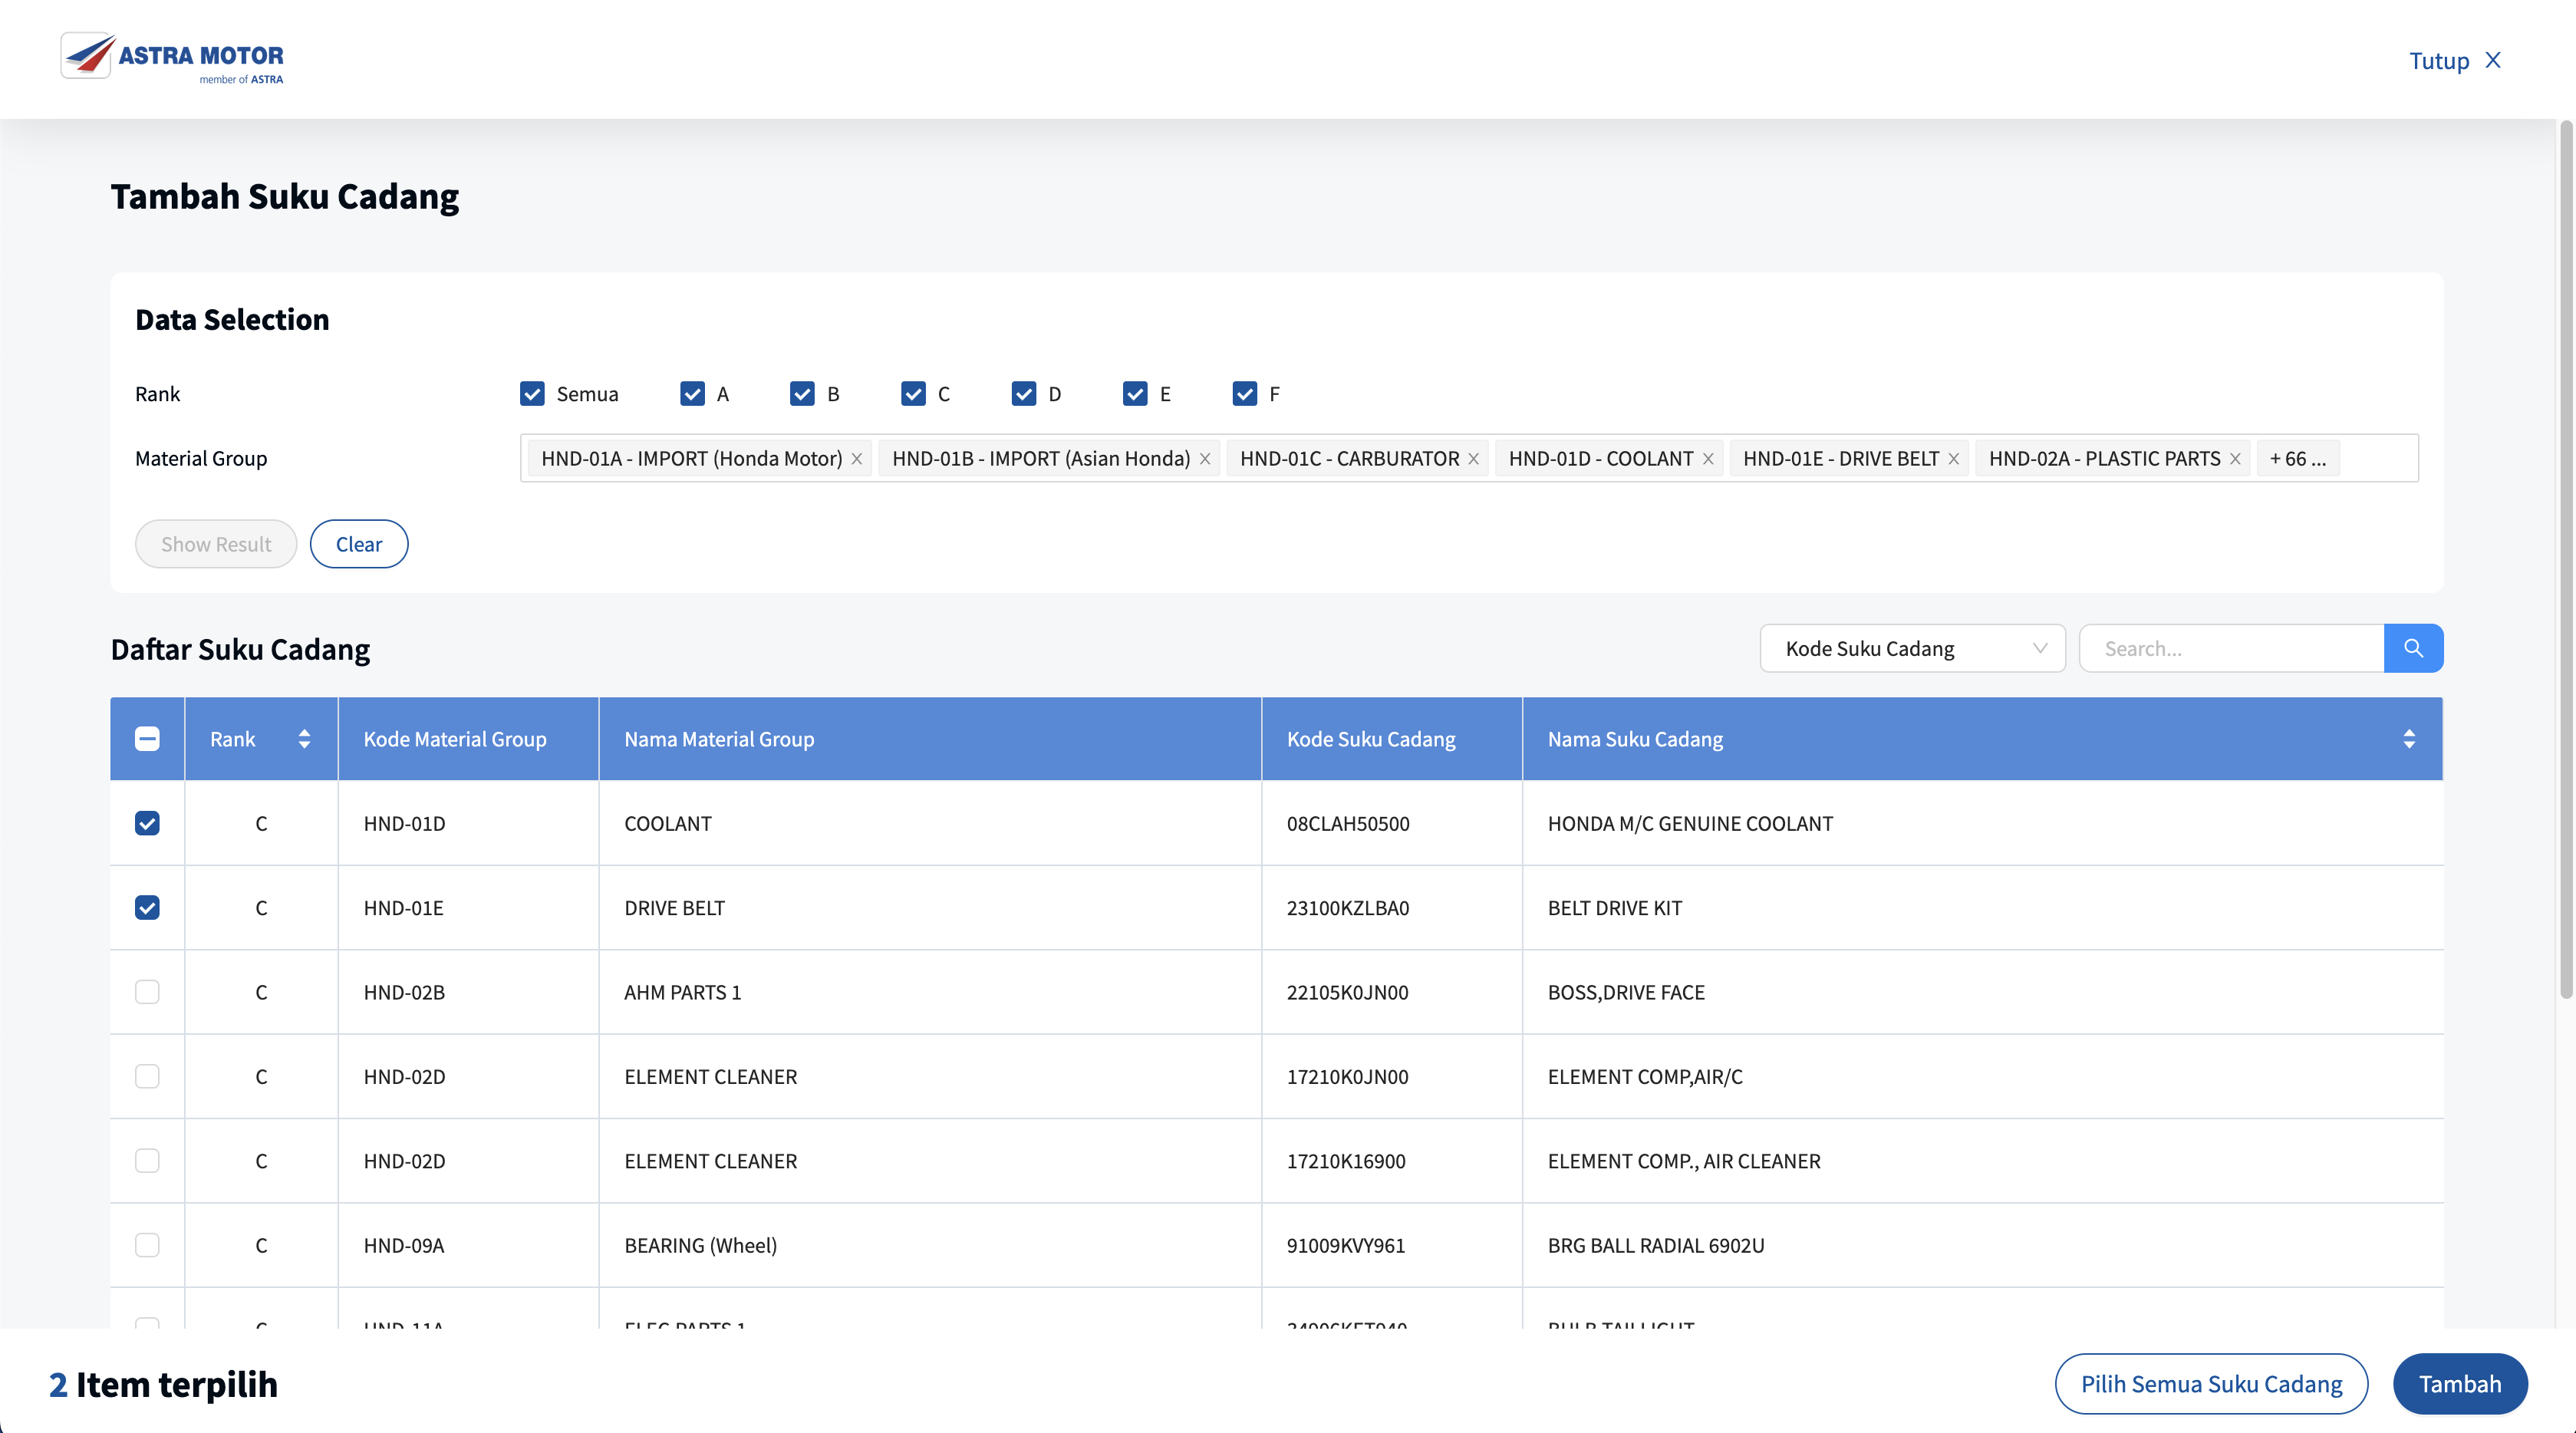 ASTRA MOTOR
member of ASTRA
Tutup X
Tambah Suku Cadang
Data Selection
Rank Semua A B C D E F
Material Group HND-01A - IMPORT (Honda Motor) HND-01B - IMPORT (Asian Honda) HND-01C - CARBURATOR HND-01D - COOLANT HND-01E - DRIVE BELT HND-02A - PLASTIC PARTS + 66 ...
Show Result Clear
Daftar Suku Cadang Kode Suku Cadang Search...
Rank Kode Material Group Nama Material Group Kode Suku Cadang Nama Suku Cadang
C HND-01D COOLANT 08CLAH50500 HONDA M/C GENUINE COOLANT
C HND-01E DRIVE BELT 23100KZLBA0 BELT DRIVE KIT
C HND-02B AHM PARTS 1 22105K0JN00 BOSS,DRIVE FACE
C HND-02D ELEMENT CLEANER 17210K0JN00 ELEMENT COMP,AIR/C
C HND-02D ELEMENT CLEANER 17210K16900 ELEMENT COMP., AIR CLEANER
C HND-09A BEARING (Wheel) 91009KVY961 BRG BALL RADIAL 6902U
C HND-11A ELEC PARTS 1
2 Item terpilih Pilih Semua Suku Cadang Tambah